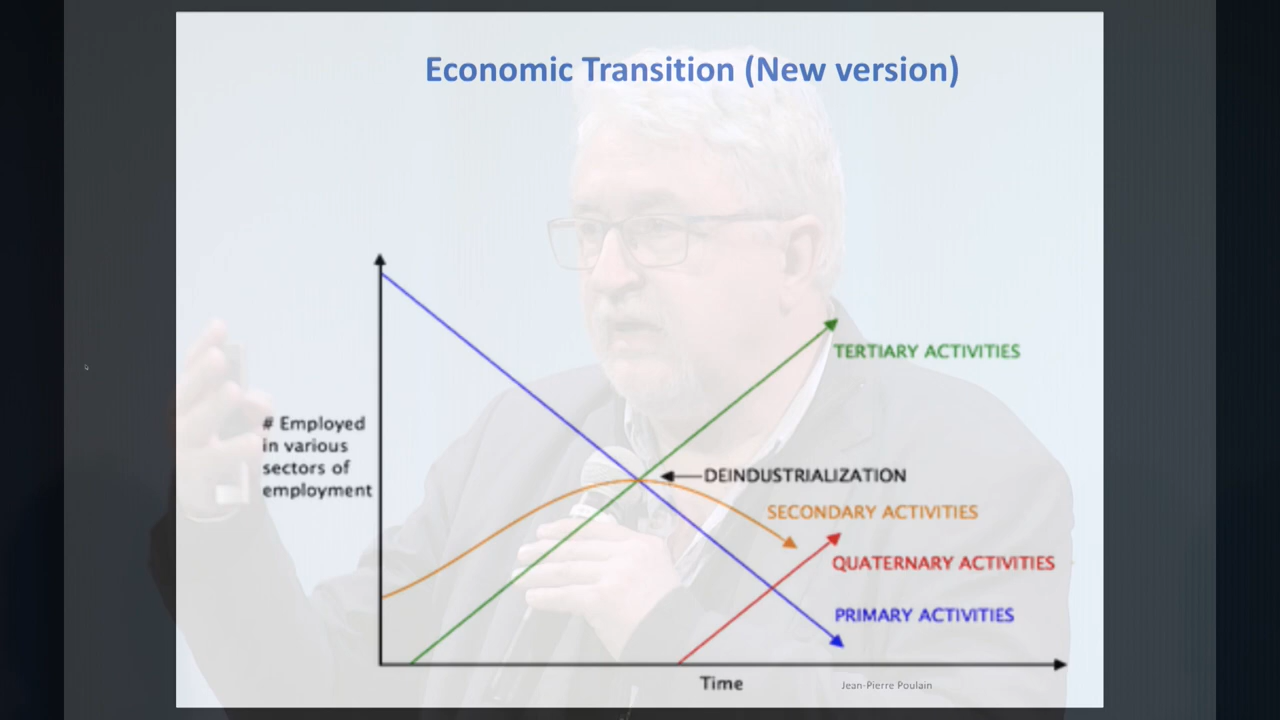 Economic Transition (New version)
TERTIARY ACTIVITIES
# Employed
in various
sectors of
employment
DEINDUSTRIALIZATION
SECONDARY ACTIVITIES
QUATERNARY ACTIVITIES
PRIMARY ACTIVITIES
Time
Jean-Pierre Poulain